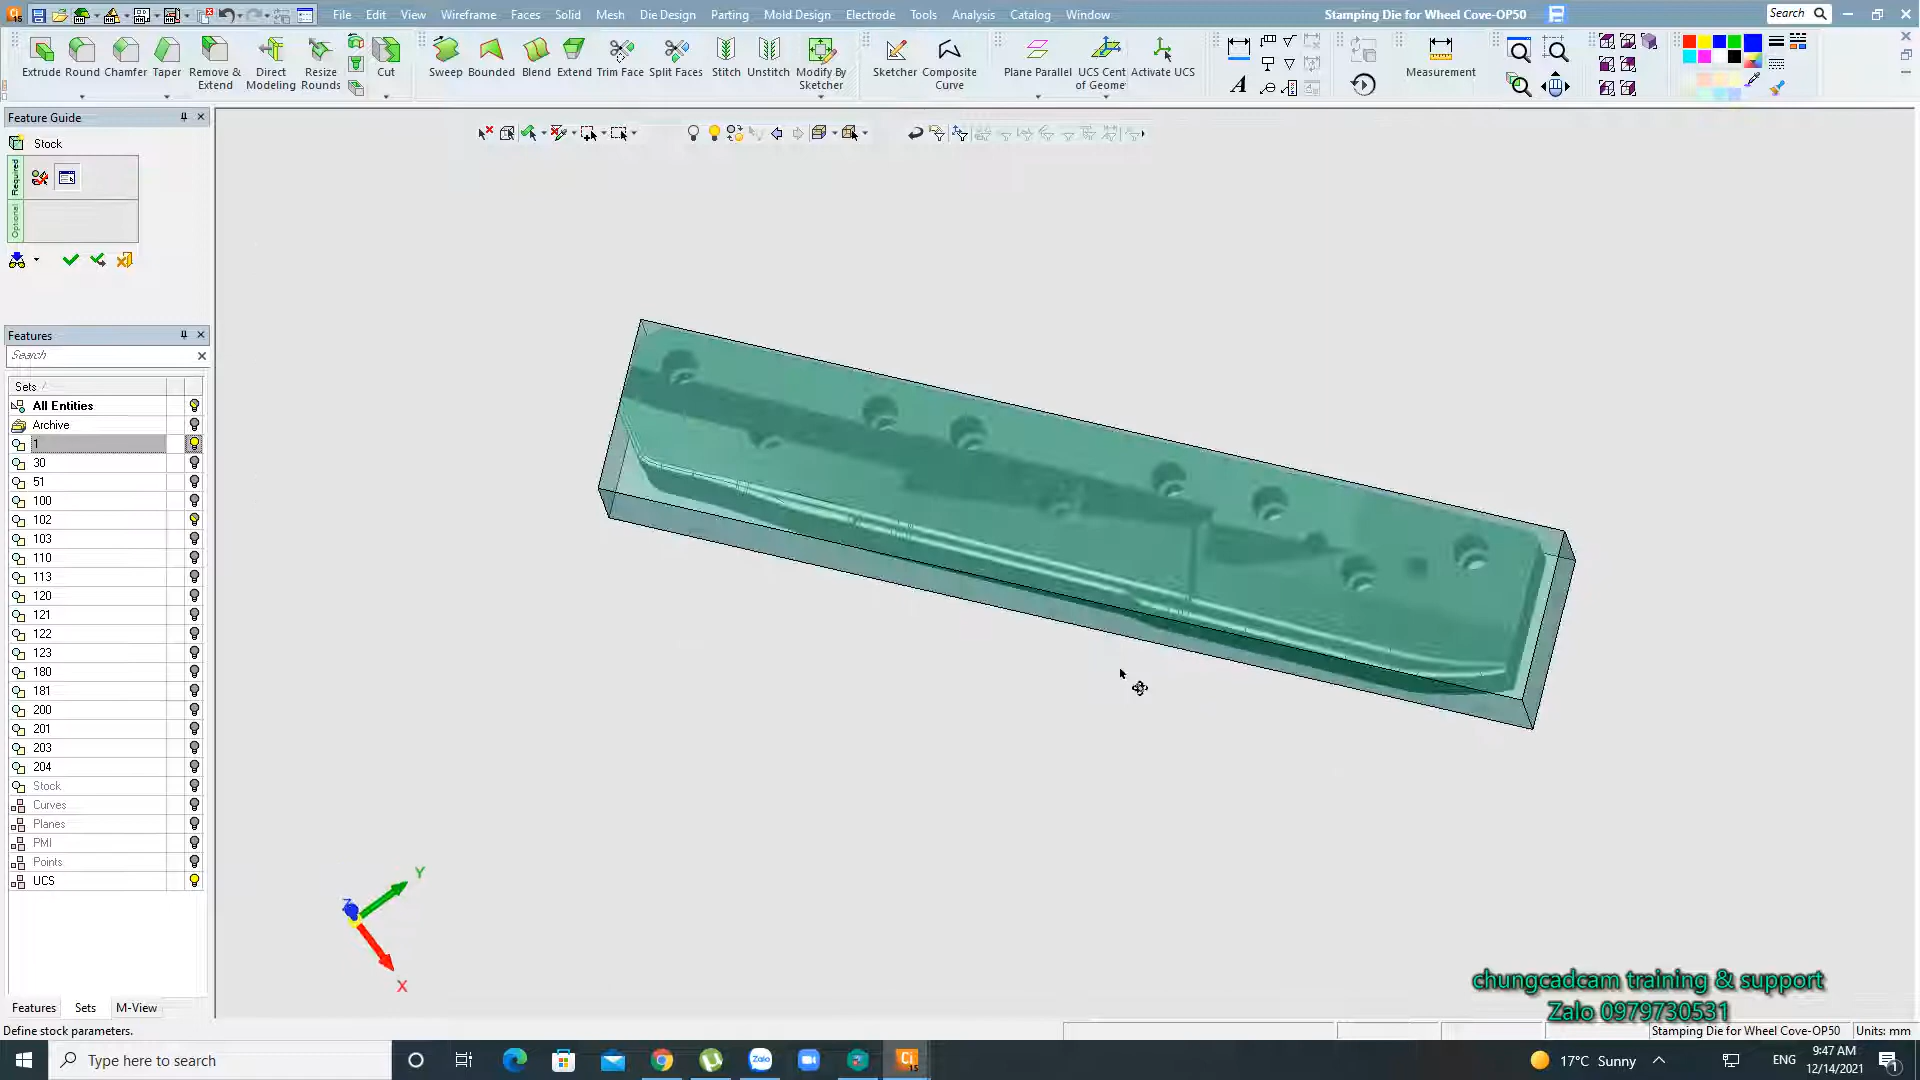 File Edit View Wireframe Faces Solid Mesh Die Design Parting Mold Design Electrode Tools Analysis Catalog Window
Stamping Die for Wheel Cove-OP50
Search
Extrude Round Chamfer Taper Remove & Extend Direct Modeling Resize Rounds Cut
Sweep Bounded Blend Extend Trim Face Split Faces Stitch Unstitch Modify By Sketcher
Sketcher Composite Curve
Plane Parallel UCS Cent of Geome Activate UCS
A
Measurement
Feature Guide
Stock
Required
Optional
Features
Search
Sets
All Entities
Archive
1
30
51
100
102
103
110
113
120
121
122
123
180
181
200
201
203
204
Stock
Curves
Planes
PMI
Points
UCS
Y
Z
X
Features Sets M-View
chungcadcam training & support
Zalo 0979730531
Define stock parameters.
Stamping Die for Wheel Cove-OP50
Units: mm
Type here to search
Zalo
Ci
15
17°C Sunny
ENG
9:47 AM
12/14/2021
1